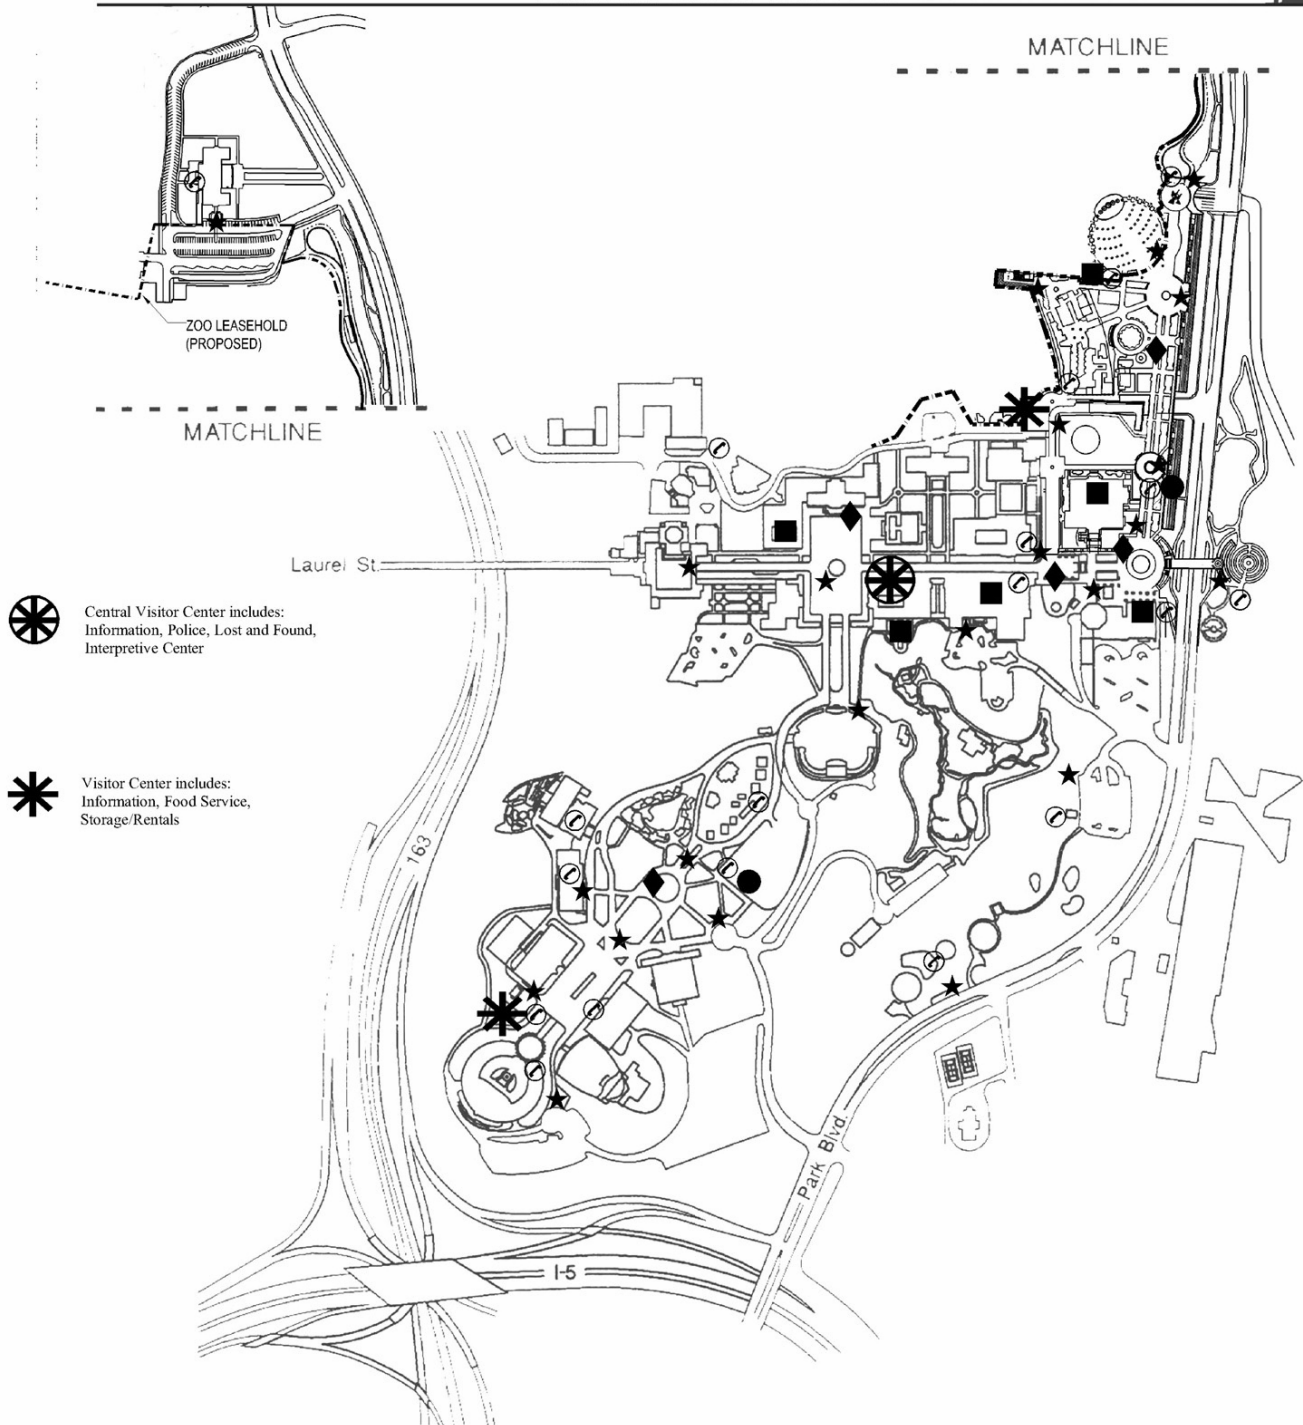 MATCHLINE
ZOO LEASEHOLD
(PROPOSED)
MATCHLINE
Laurel St.
Central Visitor Center includes:
Information, Police, Lost and Found,
Interpretive Center
Visitor Center includes:
Information, Food Service,
Storage/Rentals
163
Park Blvd.
I-5